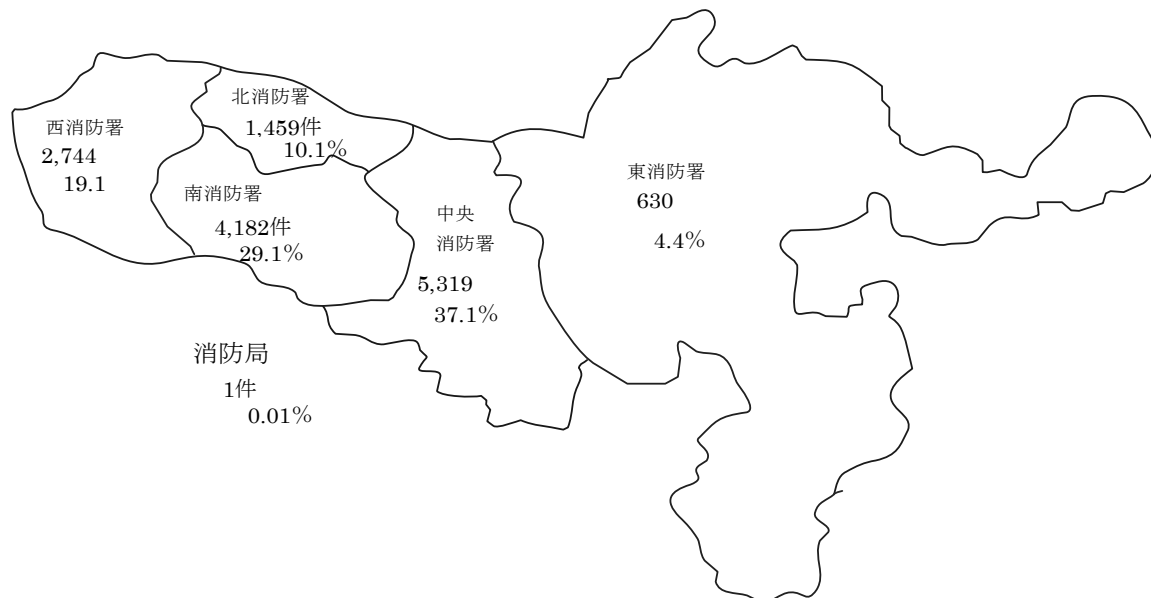 西消防署
2,744
19.1
北消防署
1,459件
10.1%
南消防署
4,182件
29.1%
中央
消防署
5,319
37.1%
東消防署
630
4.4%
消防局
1件
0.01%